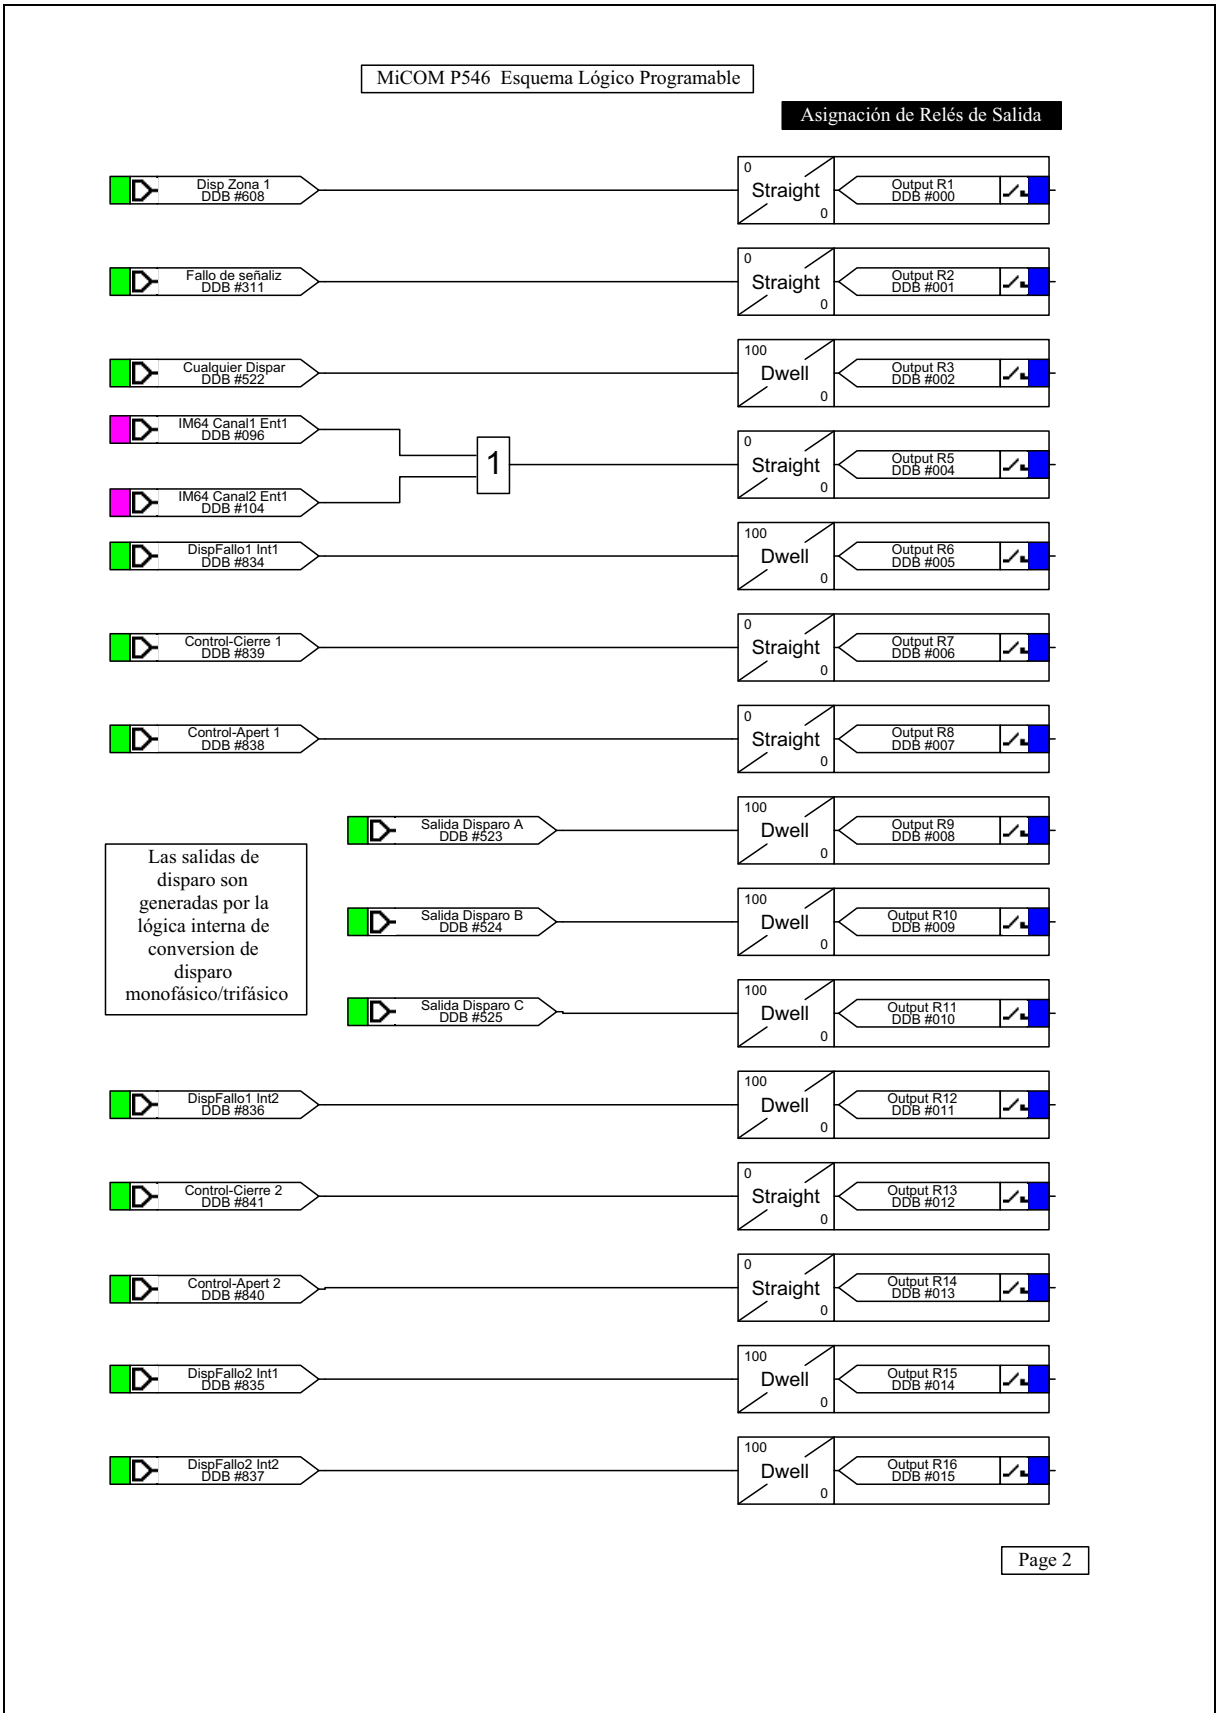 MiCOM P546 Esquema Lógico Programable
Asignación de Relés de Salida
Disp Zona 1
DDB #608
0
Straight
0
Output R1
DDB #000
Fallo de señaliz
DDB #311
0
Straight
0
Output R2
DDB #001
Cualquier Dispar
DDB #522
100
Dwell
0
Output R3
DDB #002
IM64 Canal1 Ent1
DDB #096
IM64 Canal2 Ent1
DDB #104
1
0
Straight
0
Output R5
DDB #004
DispFallo1 Int1
DDB #834
100
Dwell
0
Output R6
DDB #005
Control-Cierre 1
DDB #839
0
Straight
0
Output R7
DDB #006
Control-Apert 1
DDB #838
0
Straight
0
Output R8
DDB #007
Salida Disparo A
DDB #523
100
Dwell
0
Output R9
DDB #008
Las salidas de
disparo son
generadas por la
lógica interna de
conversion de
disparo
monofásico/trifásico
Salida Disparo B
DDB #524
100
Dwell
0
Output R10
DDB #009
Salida Disparo C
DDB #525
100
Dwell
0
Output R11
DDB #010
DispFallo1 Int2
DDB #836
100
Dwell
0
Output R12
DDB #011
Control-Cierre 2
DDB #841
0
Straight
0
Output R13
DDB #012
Control-Apert 2
DDB #840
0
Straight
0
Output R14
DDB #013
DispFallo2 Int1
DDB #835
100
Dwell
0
Output R15
DDB #014
DispFallo2 Int2
DDB #837
100
Dwell
0
Output R16
DDB #015
Page 2